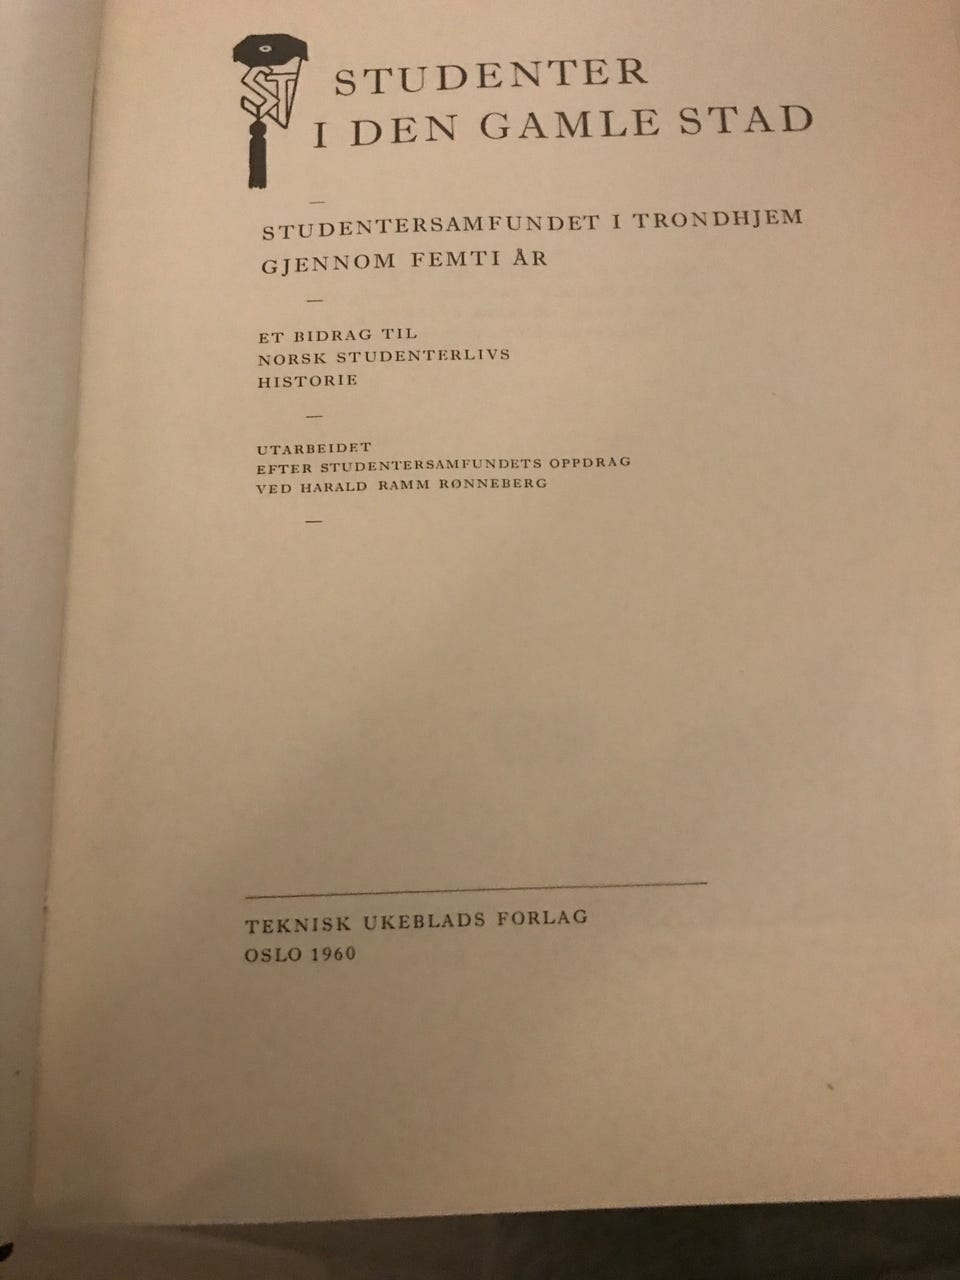 ST
STUDENTER
I DEN GAMLE STAD
—
STUDENTERSAMFUNDET I TRONDHJEM
GJENNOM FEMTI ÅR
—
ET BIDRAG TIL
NORSK STUDENTERLIVS
HISTORIE
—
UTARBEIDET
EFTER STUDENTERSAMFUNDETS OPPDRAG
VED HARALD RAMM RØNNEBERG
—
TEKNISK UKEBLADS FORLAG
OSLO 1960